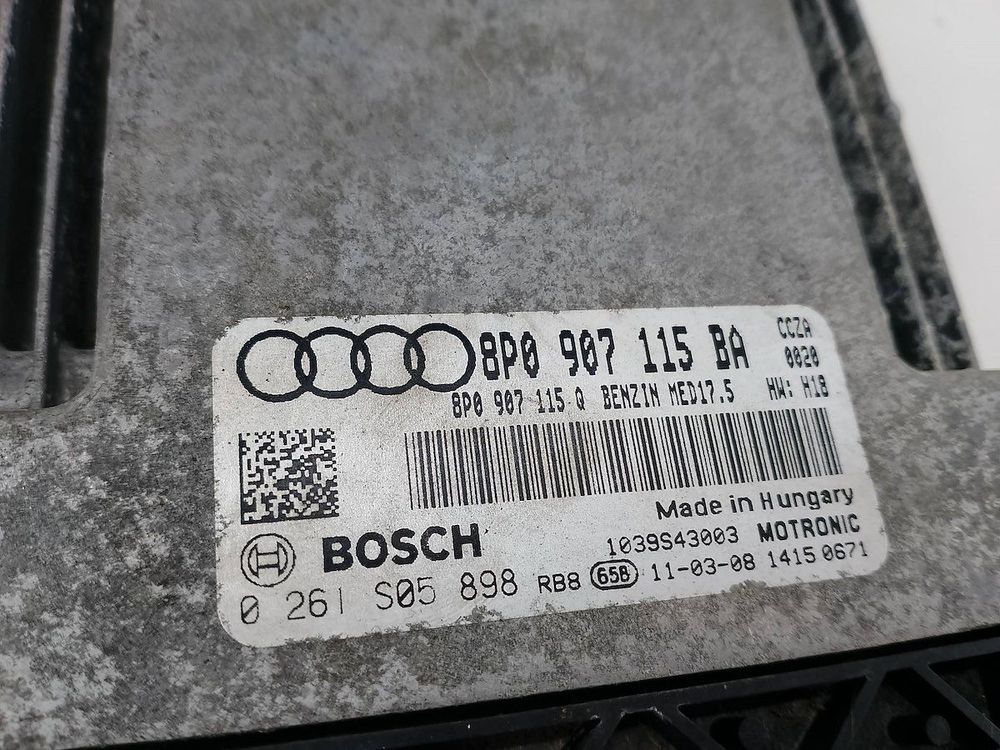 8P0 907 115 BA CCZA
0020
8P0 907 115 Q BENZIN MED17.5 HW: H18
Made in Hungary
BOSCH 1039S43003 MOTRONIC
0 261 S05 898 RB8 658 11-03-08 1415 0671